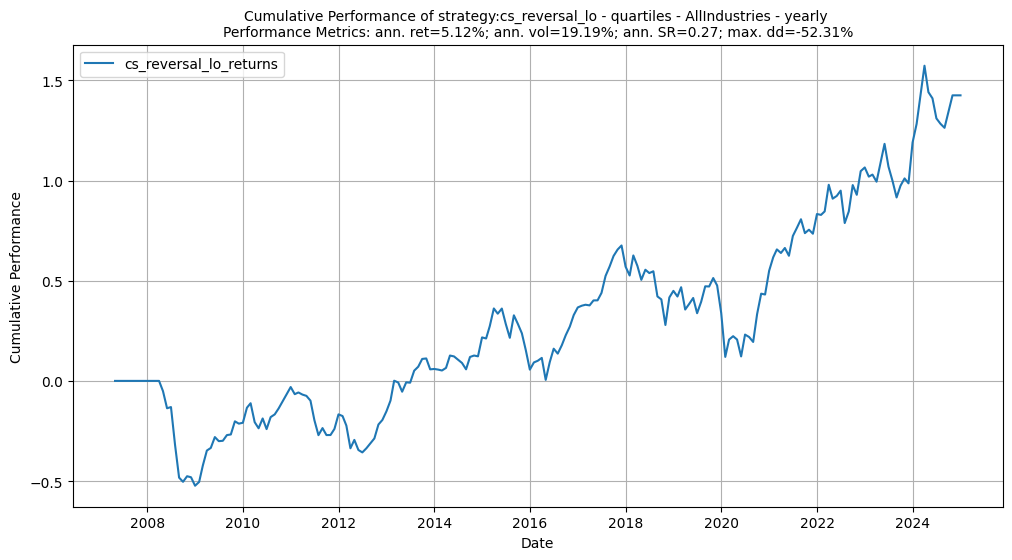 Cumulative Performance of strategy:cs_reversal_lo - quartiles - AllIndustries - yearly
Performance Metrics: ann. ret=5.12%; ann. vol=19.19%; ann. SR=0.27; max. dd=-52.31%
cs_reversal_lo_returns
1.5
1.0
0.5
0.0
−0.5
Cumulative Performance
2008 2010 2012 2014 2016 2018 2020 2022 2024
Date